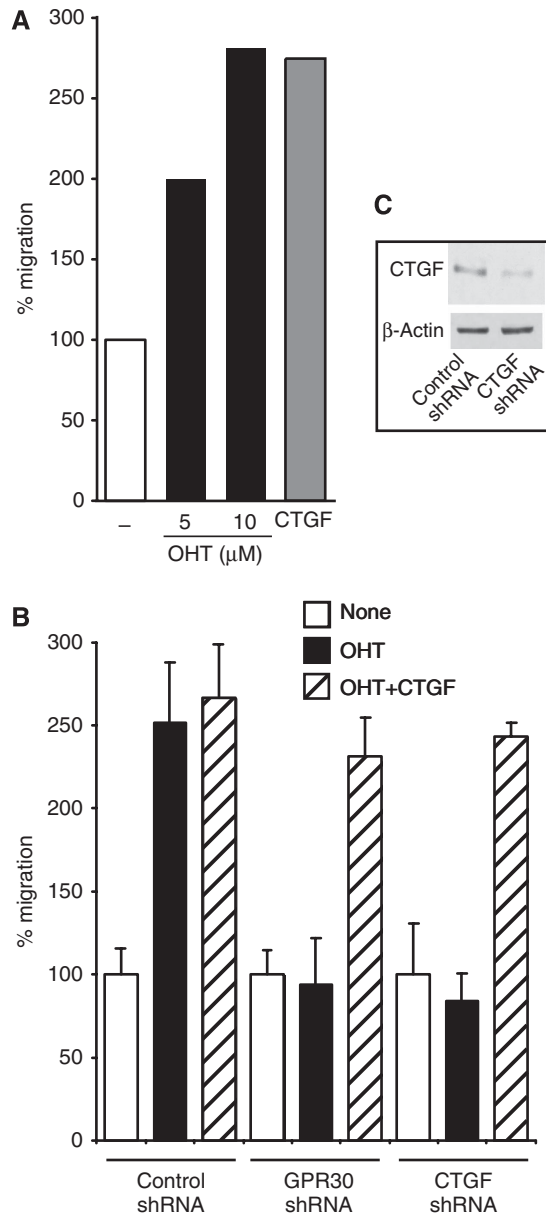 A
300
250
200
150
100
50
0
% migration
–
5
10
CTGF
OHT (μM)
C
CTGF
β-Actin
Control
shRNA
CTGF
shRNA
B
None
OHT
OHT+CTGF
300
250
200
150
100
50
0
% migration
Control
shRNA
GPR30
shRNA
CTGF
shRNA